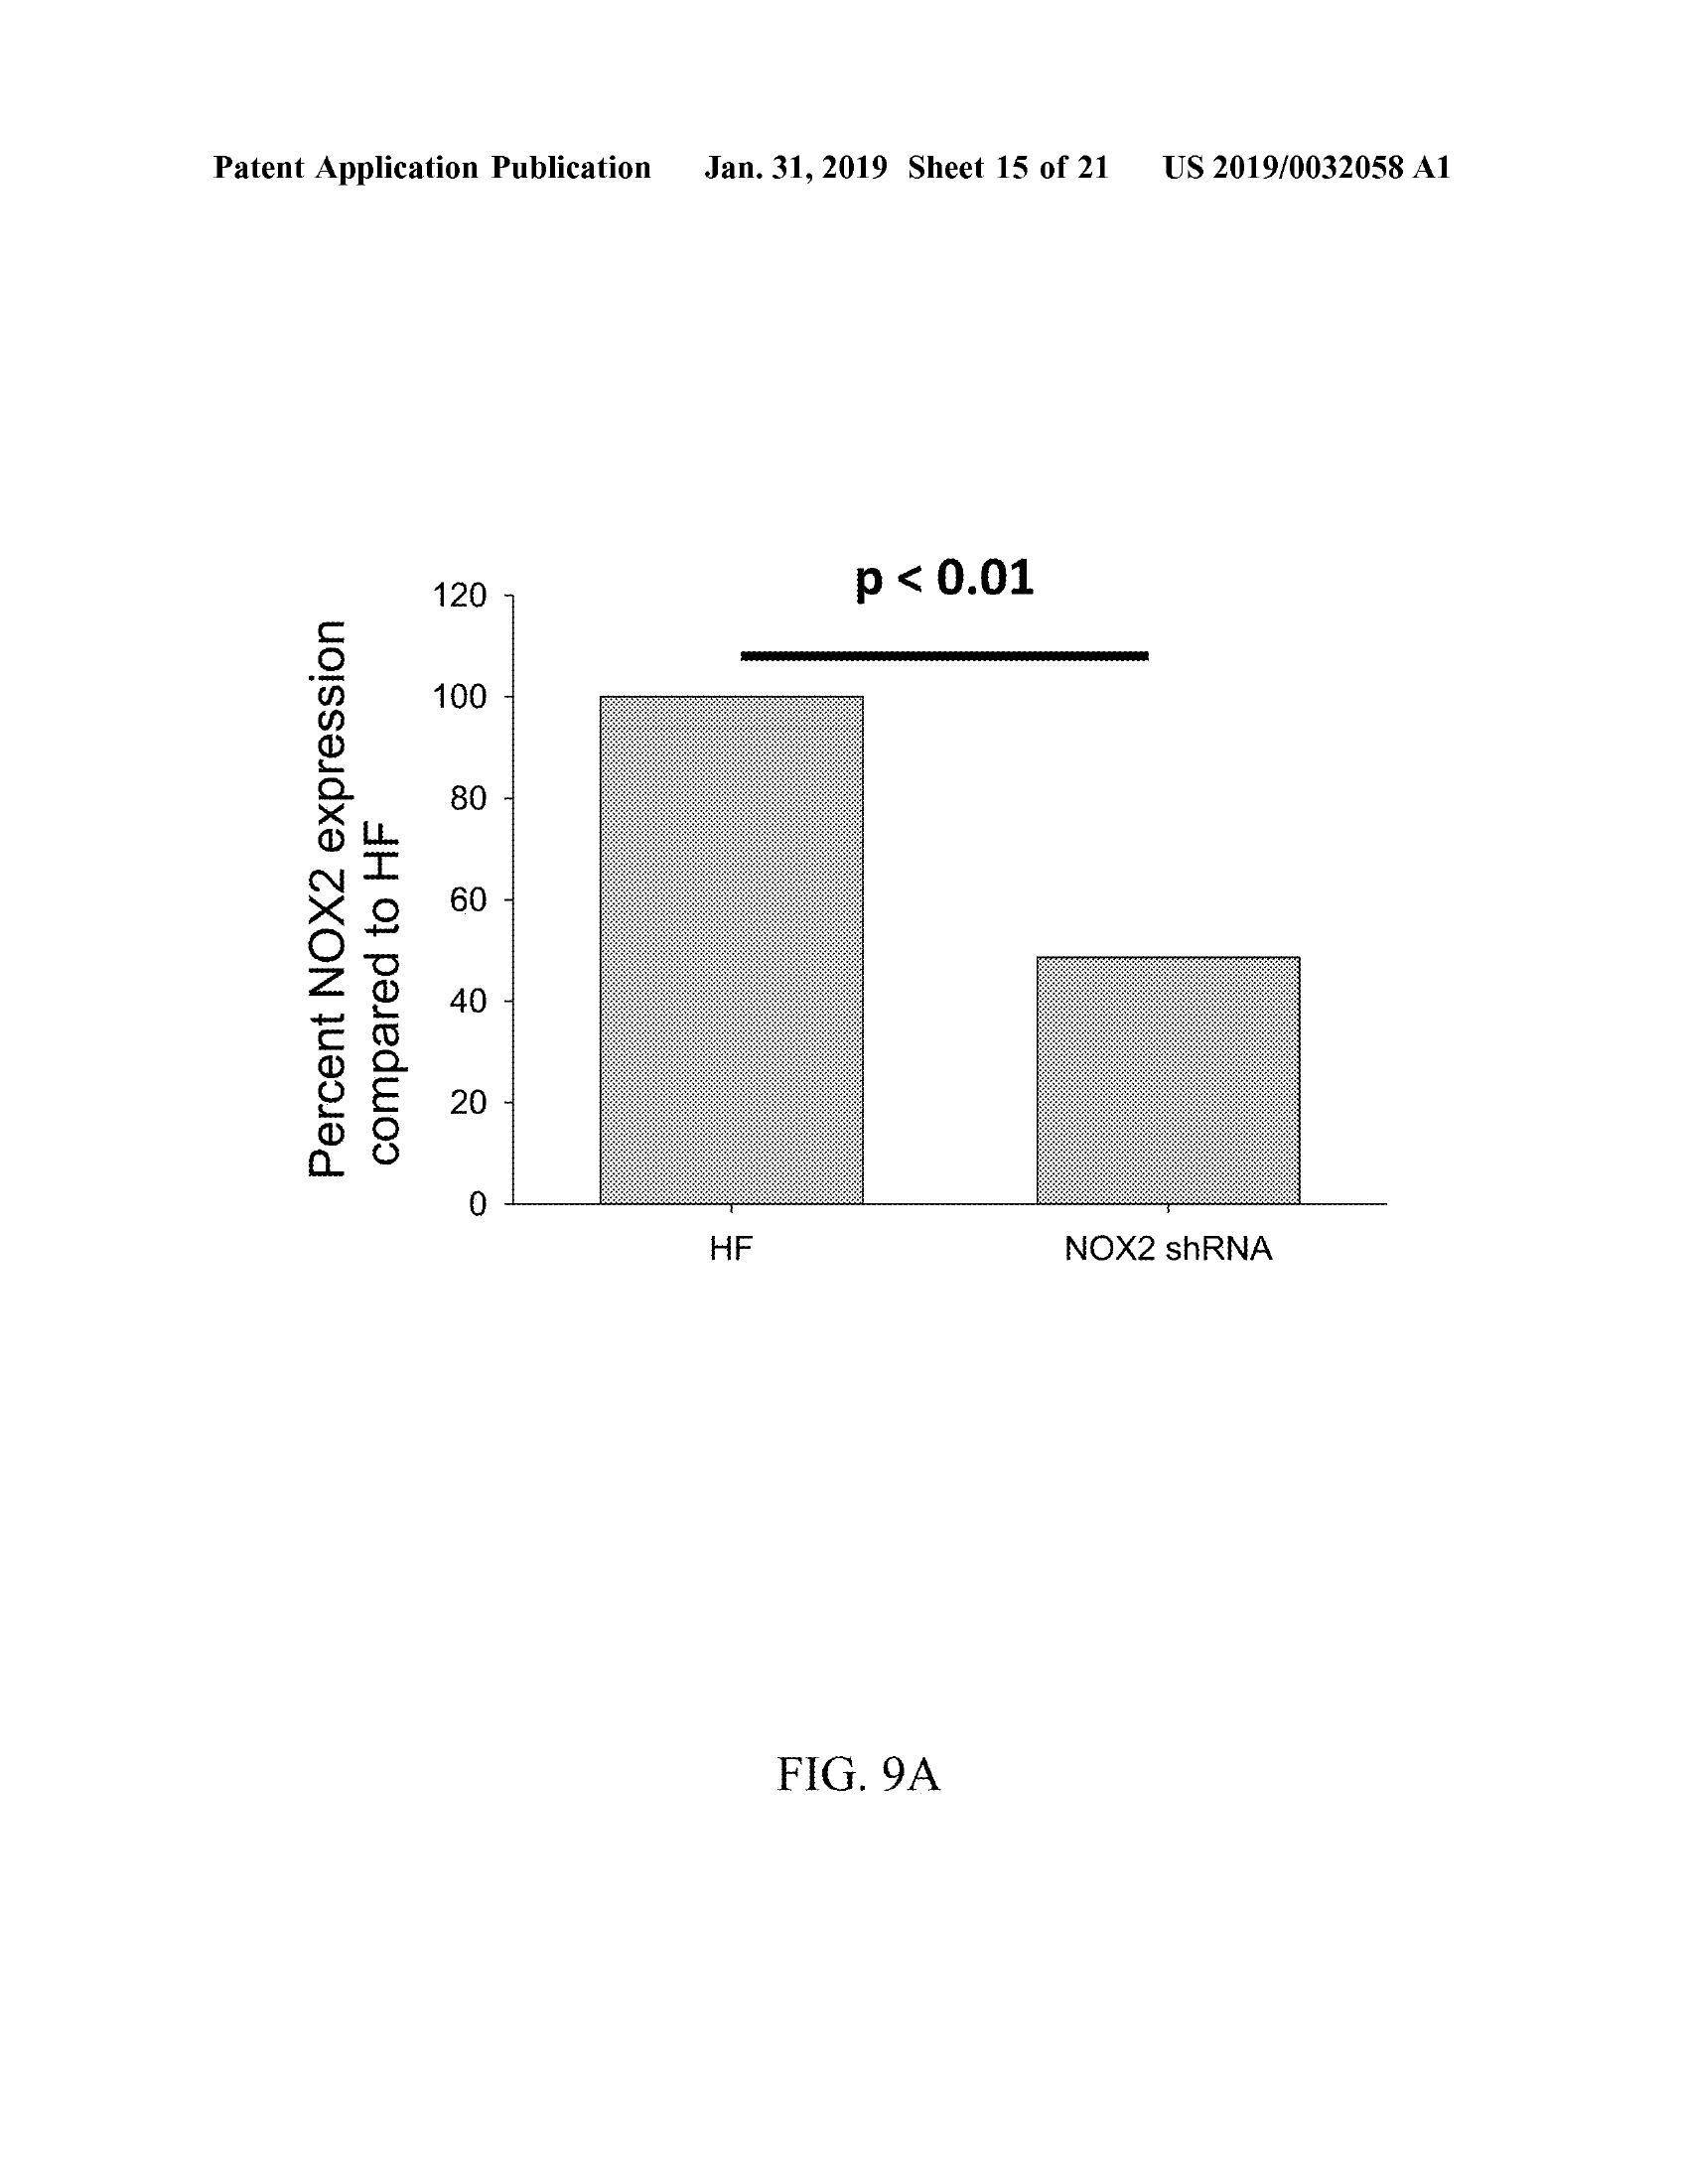 Patent Application Publication Jan. 31, 2019 Sheet 15 of 21 US 2019/0032058 A1
p < 0.01
Percent NOX2 expression
compared to HF
120
100
80
60
40
20
0
HF NOX2 shRNA
FIG. 9A